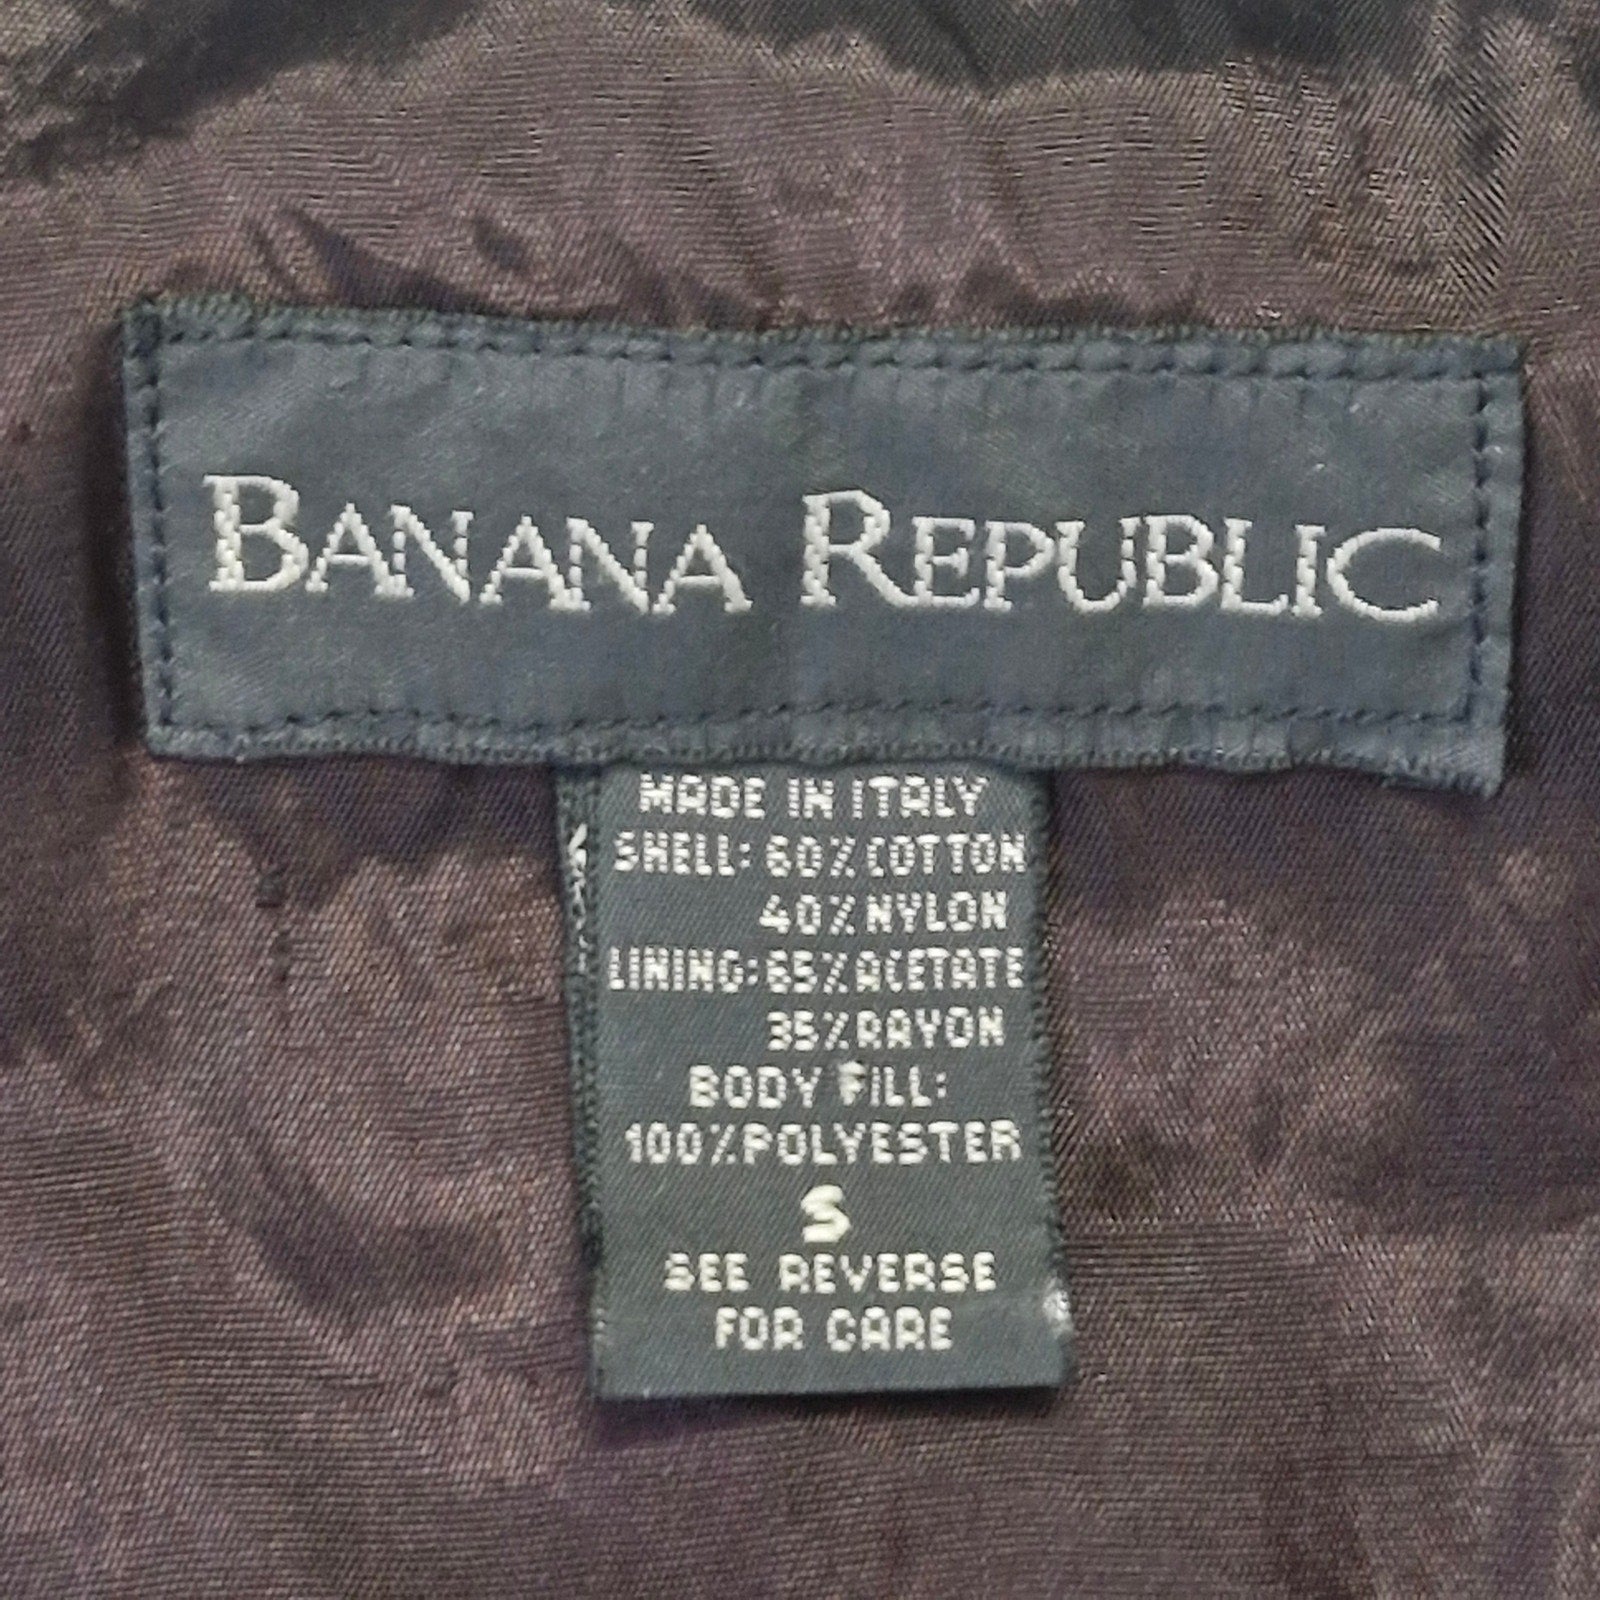 BANANA REPUBLIC
MADE IN ITALY
SHELL: 60% COTTON
40% NYLON
LINING: 65% ACETATE
35% RAYON
BODY FILL:
100% POLYESTER
S
SEE REVERSE
FOR CARE